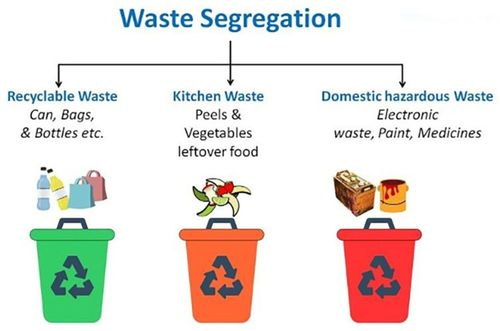 Waste Segregation
Recyclable Waste
Can, Bags,
& Bottles etc.
Kitchen Waste
Peels &
Vegetables
leftover food
Domestic hazardous Waste
Electronic
waste, Paint, Medicines